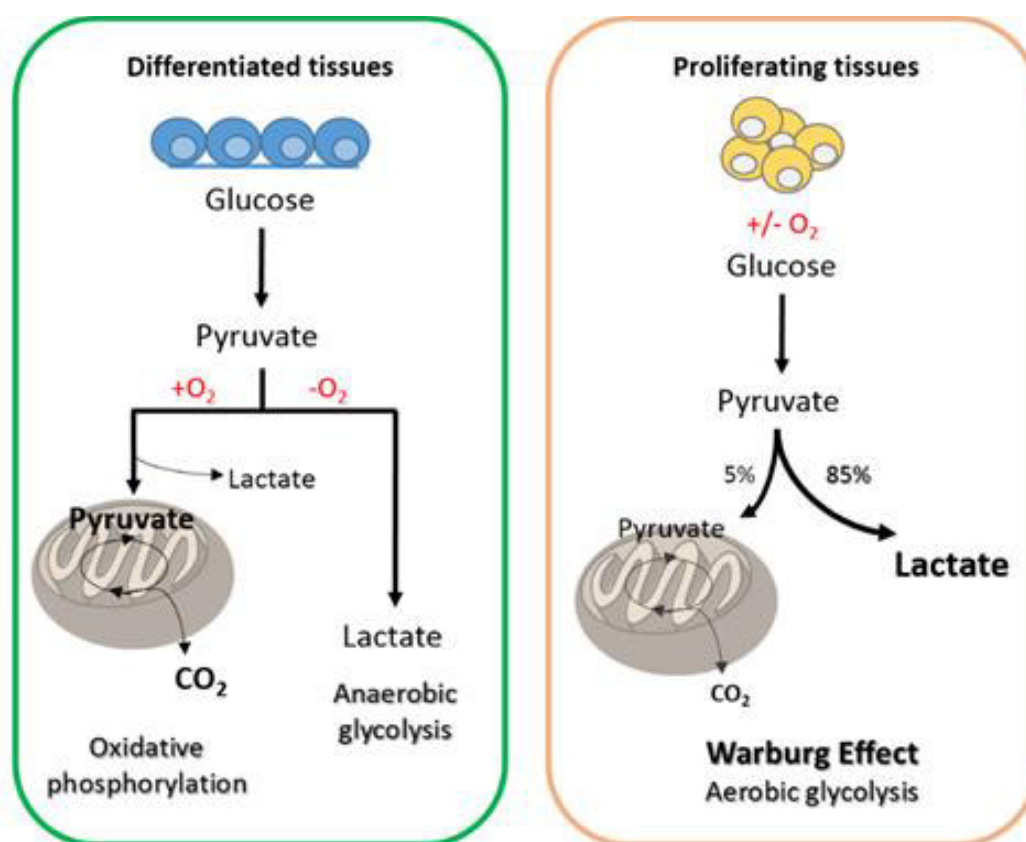 Differentiated tissues
Glucose
Pyruvate
+O₂
-O₂
Lactate
Pyruvate
CO₂
Lactate
Oxidative
phosphorylation
Anaerobic
glycolysis
Proliferating tissues
+/- O₂
Glucose
Pyruvate
5%
85%
Pyruvate
Lactate
CO₂
Warburg Effect
Aerobic glycolysis